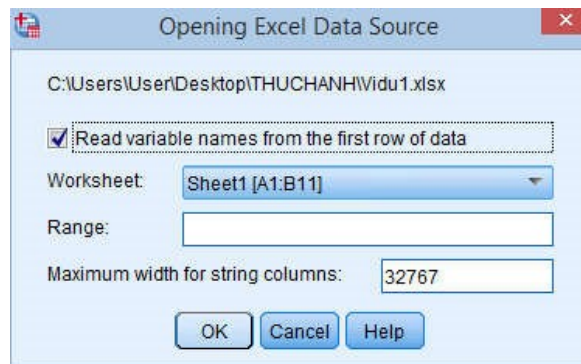 Opening Excel Data Source
C:\Users\User\Desktop\THUCHANH\Vidu1.xlsx
Read variable names from the first row of data
Worksheet: Sheet1 [A1:B11]
Range:
Maximum width for string columns: 32767
OK Cancel Help